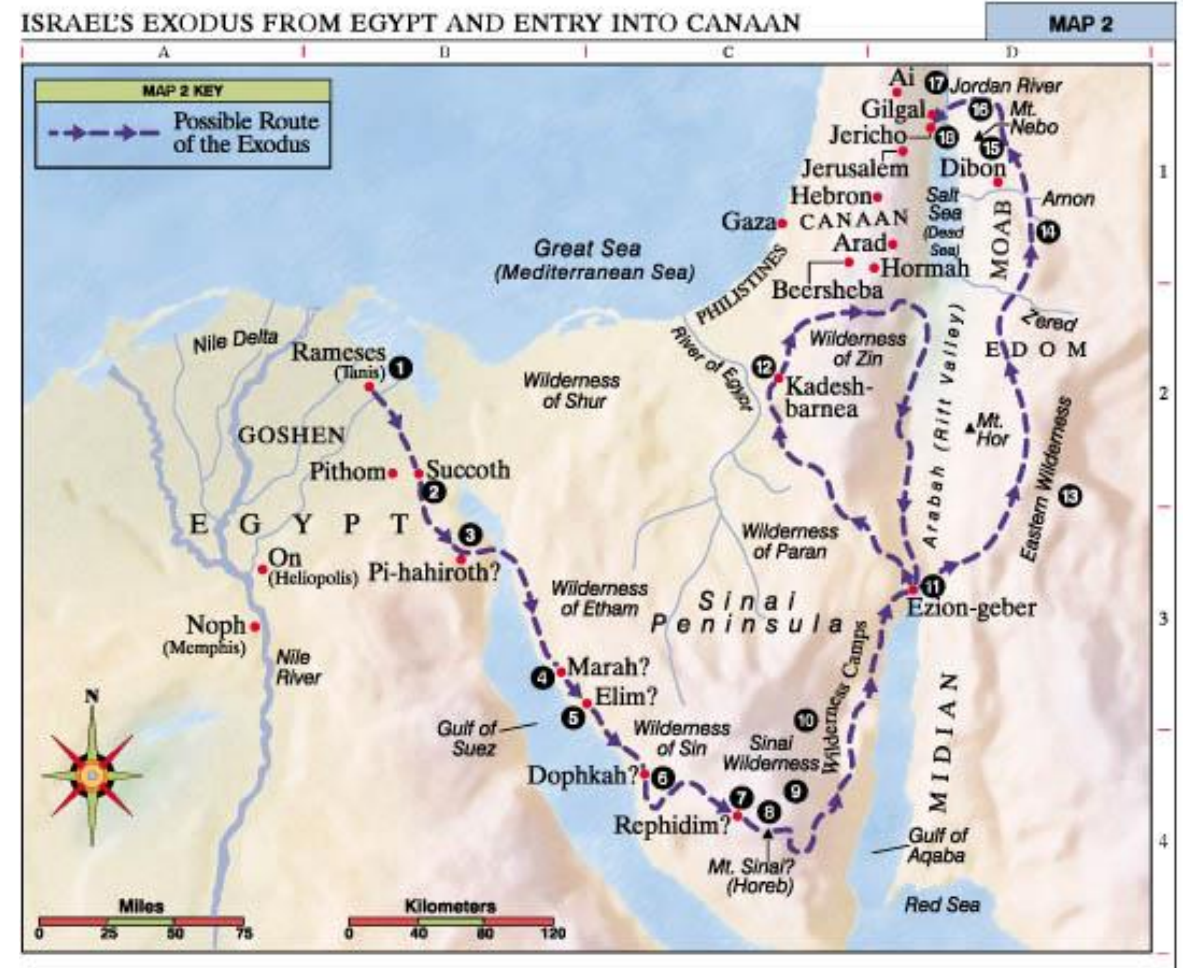 ISRAEL'S EXODUS FROM EGYPT AND ENTRY INTO CANAAN
MAP 2
A
B
C
D
MAP 2 KEY
Possible Route
of the Exodus
Ai
17
Jordan River
Gilgal
16
Mt.
Nebo
Jericho
18
15
Jerusalem
Dibon
1
Hebron
Salt
Sea
(Dead
Sea)
Arnon
Gaza
CANAAN
MOAB
14
Great Sea
(Mediterranean Sea)
Arad
Hormah
Beersheba
PHILISTINES
Zered
EDOM
Nile Delta
Rameses
(Tanis)
1
River of Egypt
Wilderness
of Zin
Arabah (Rift Valley)
12
Kadesh-
barnea
Wilderness
of Shur
2
Mt.
Hor
GOSHEN
Pithom
Succoth
2
Eastern Wilderness
13
EGYPT
3
Wilderness
of Paran
On
(Heliopolis)
Pi-hahiroth?
Wilderness
of Etham
Sinai
Peninsula
11
Ezion-geber
3
Noph
(Memphis)
Nile
River
Marah?
4
Elim?
5
Wilderness Camps
MIDIAN
N
Gulf of
Suez
Wilderness
of Sin
10
Sinai
Wilderness
Dophkah?
6
7
8
9
Rephidim?
Mt. Sinai?
(Horeb)
Gulf of
Aqaba
4
Red Sea
Miles
0 25 50 75
Kilometers
0 40 80 120